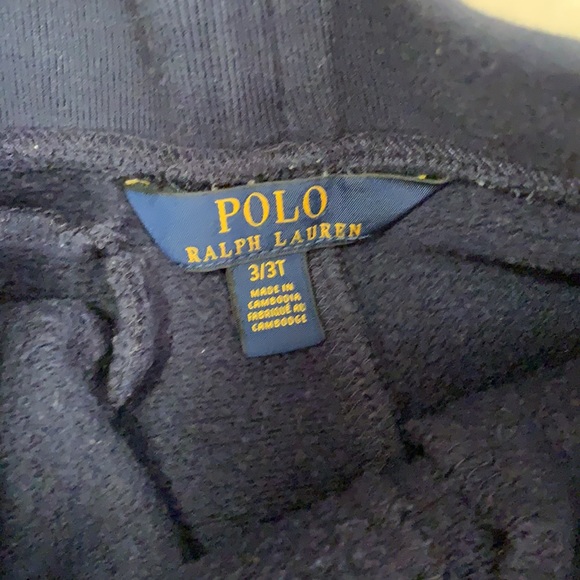 POLO
RALPH LAUREN
3/3T
MADE IN
CAMBODIA
FABRIQUÉ AU
CAMBODGE